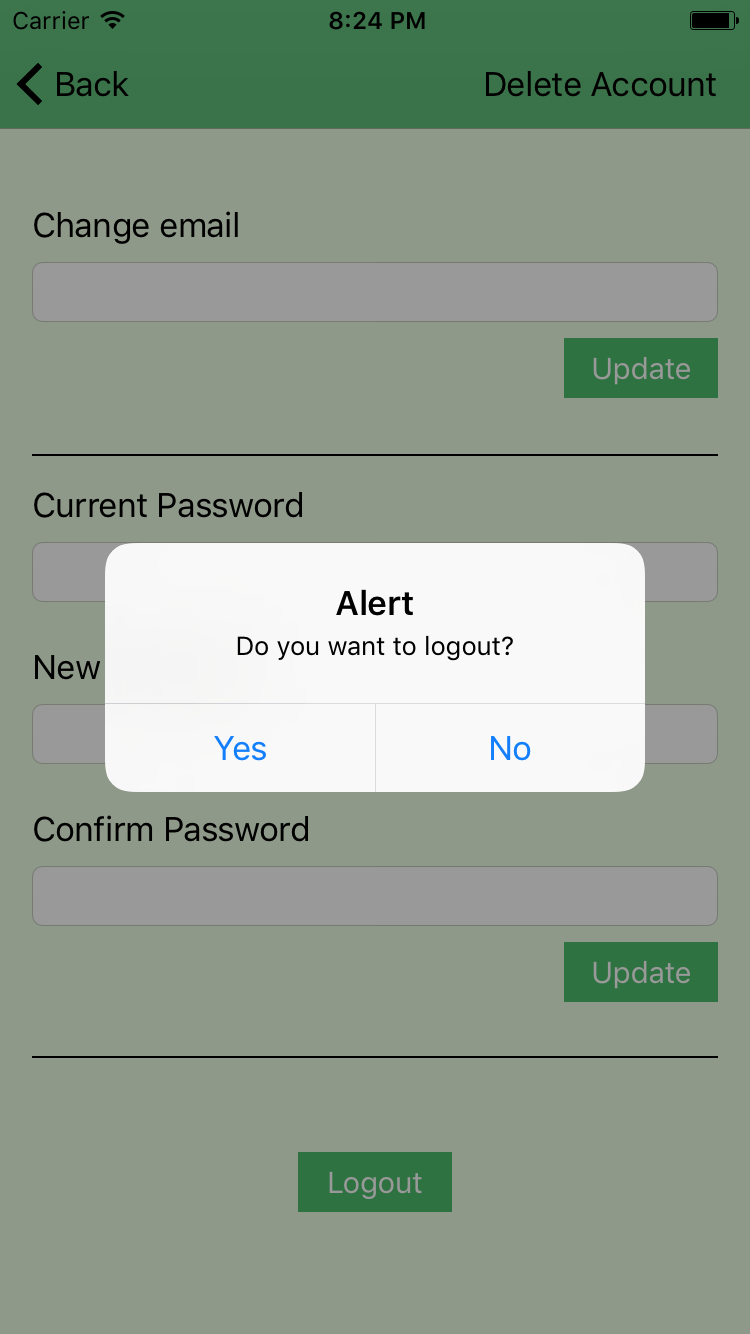 Carrier 8:24 PM
Back Delete Account
Change email
Update
Current Password
Alert
Do you want to logout?
New
Yes No
Confirm Password
Update
Logout